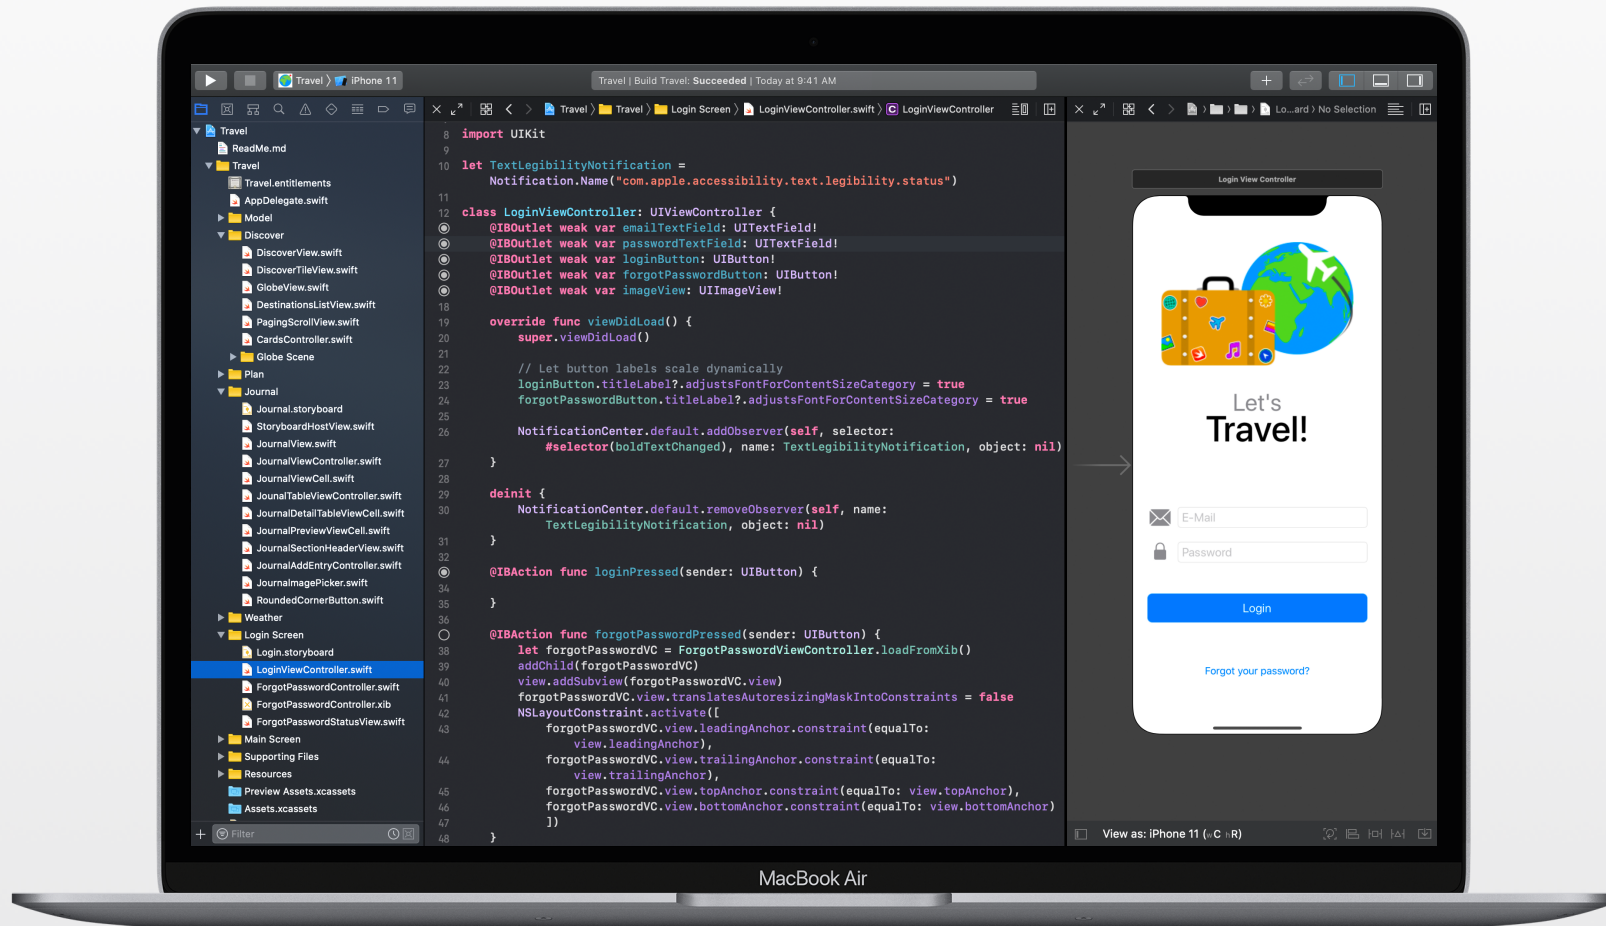 Travel
iPhone 11
Travel | Build Travel: Succeeded | Today at 9:41 AM
Travel
ReadMe.md
Travel
Travel.entitlements
AppDelegate.swift
Model
Discover
DiscoverView.swift
DiscoverTileView.swift
GlobeView.swift
DestinationsListView.swift
PagingScrollView.swift
CardsController.swift
Globe Scene
Plan
Journal
Journal.storyboard
StoryboardHostView.swift
JournalView.swift
JournalViewController.swift
JournalViewCell.swift
JounalTableViewController.swift
JournalDetailTableViewCell.swift
JournalPreviewViewCell.swift
JournalSectionHeaderView.swift
JournalAddEntryController.swift
JournalmagePicker.swift
RoundedCornerButton.swift
Weather
Login Screen
Login.storyboard
LoginViewController.swift
ForgotPasswordController.swift
ForgotPasswordController.xib
ForgotPasswordStatusView.swift
Main Screen
Supporting Files
Resources
Preview Assets.xcassets
Assets.xcassets
Filter
Travel Travel Login Screen LoginViewController.swift C LoginViewController
8 import UIKit
9
10 let TextLegibilityNotification =
Notification.Name("com.apple.accessibility.text.legibility.status")
11
12 class LoginViewController: UIViewController {
@IBOutlet weak var emailTextField: UITextField!
@IBOutlet weak var passwordTextField: UITextField!
@IBOutlet weak var loginButton: UIButton!
@IBOutlet weak var forgotPasswordButton: UIButton!
@IBOutlet weak var imageView: UIImageView!
18
19 override func viewDidLoad() {
20 super.viewDidLoad()
21
22 // Let button labels scale dynamically
23 loginButton.titleLabel?.adjustsFontForContentSizeCategory = true
24 forgotPasswordButton.titleLabel?.adjustsFontForContentSizeCategory = true
25
26 NotificationCenter.default.addObserver(self, selector:
#selector(boldTextChanged), name: TextLegibilityNotification, object: nil)
27 }
28
29 deinit {
30 NotificationCenter.default.removeObserver(self, name:
TextLegibilityNotification, object: nil)
31 }
32
@IBAction func loginPressed(sender: UIButton) {
34
35 }
36
@IBAction func forgotPasswordPressed(sender: UIButton) {
38 let forgotPasswordVC = ForgotPasswordViewController.loadFromXib()
39 addChild(forgotPasswordVC)
40 view.addSubview(forgotPasswordVC.view)
41 forgotPasswordVC.view.translatesAutoresizingMaskIntoConstraints = false
42 NSLayoutConstraint.activate([
43 forgotPasswordVC.view.leadingAnchor.constraint(equalTo:
view.leadingAnchor),
44 forgotPasswordVC.view.trailingAnchor.constraint(equalTo:
view.trailingAnchor),
45 forgotPasswordVC.view.topAnchor.constraint(equalTo: view.topAnchor),
46 forgotPasswordVC.view.bottomAnchor.constraint(equalTo: view.bottomAnchor)
47 ])
48 }
Lo...ard No Selection
Login View Controller
Let's
Travel!
E-Mail
Password
Login
Forgot your password?
View as: iPhone 11 (wC hR)
MacBook Air